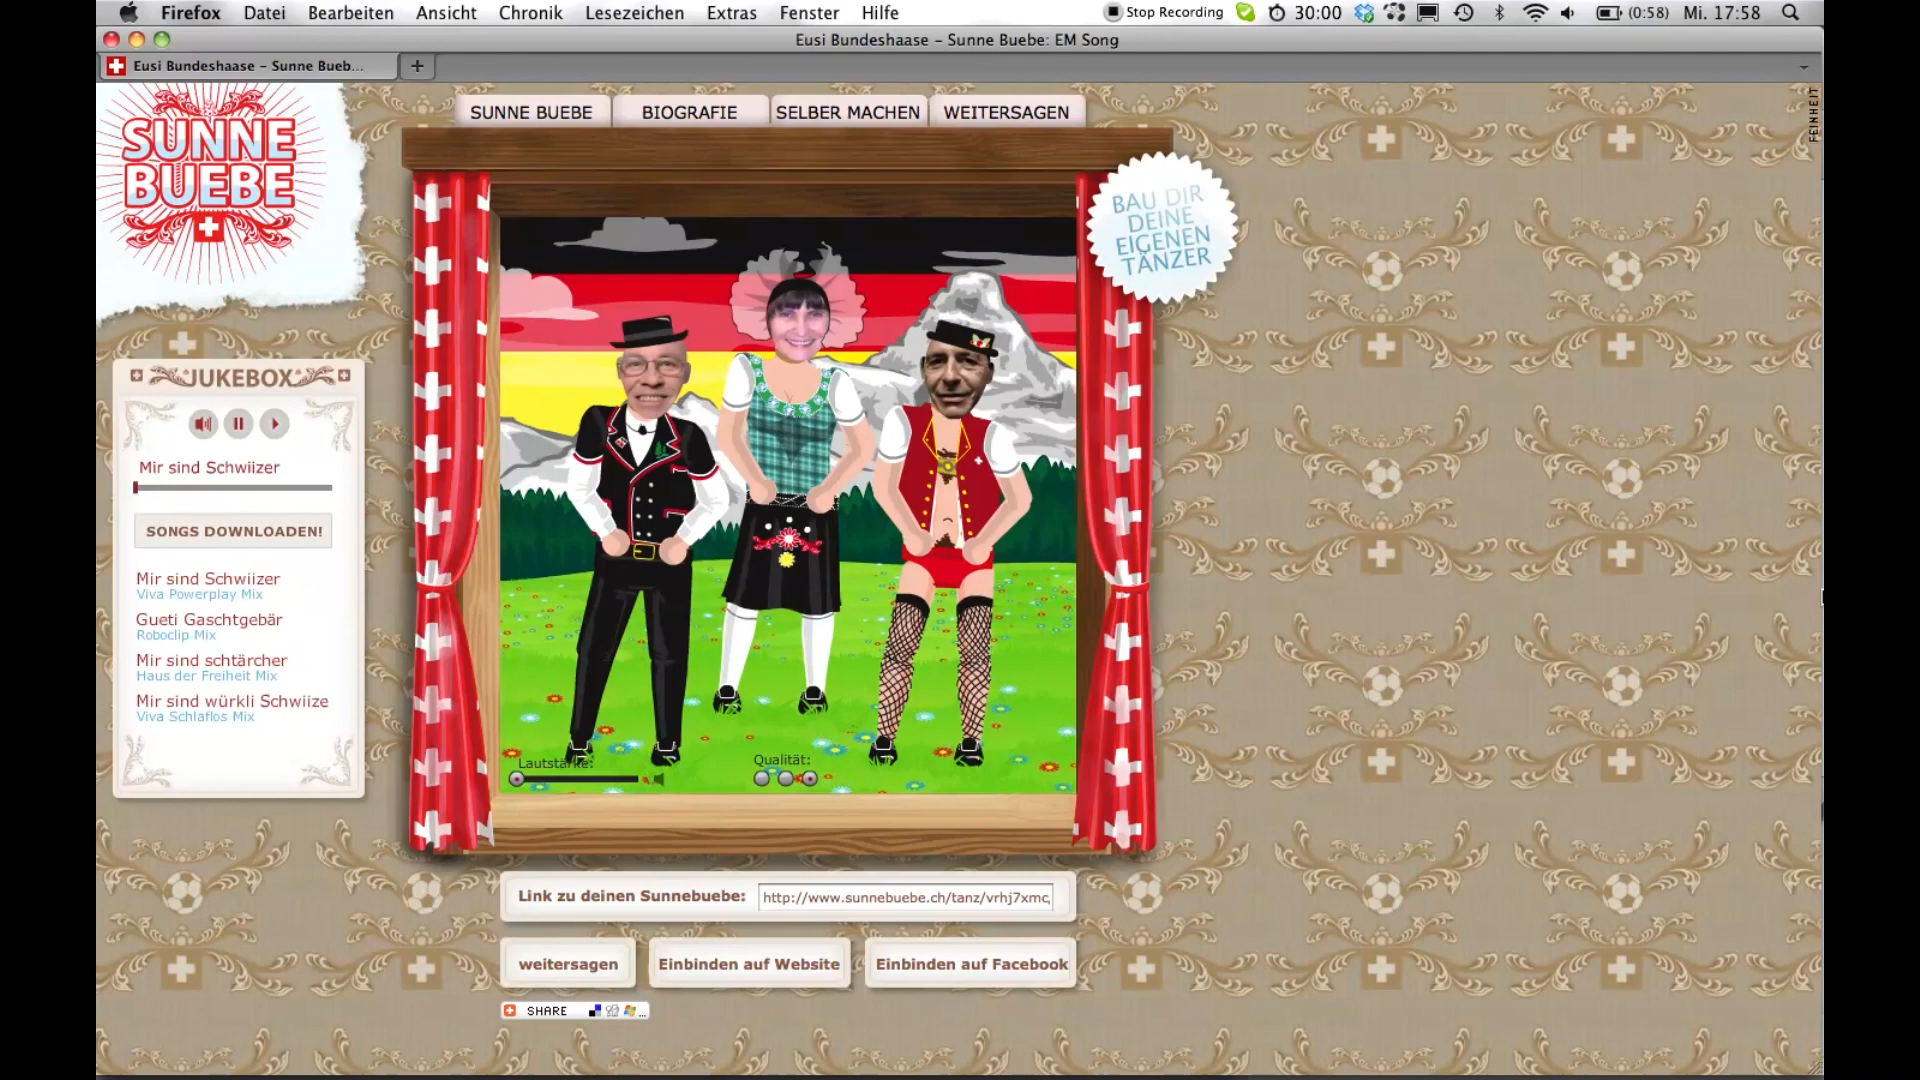 Firefox Datei Bearbeiten Ansicht Chronik Lesezeichen Extras Fenster Hilfe Stop Recording 30:00 (0:58) Mi. 17:58
Eusi Bundeshaase – Sunne Buebe: EM Song
Eusi Bundeshaase – Sunne Bueb...
SUNNE
BUEBE
SUNNE BUEBE
BIOGRAFIE
SELBER MACHEN
WEITERSAGEN
FEINHEIT
BAU DIR
DEINE
EIGENEN
TÄNZER
JUKEBOX
Mir sind Schwiizer
SONGS DOWNLOADEN!
Mir sind Schwiizer
Viva Powerplay Mix
Gueti Gaschtgebär
Roboclip Mix
Mir sind schtärcher
Haus der Freiheit Mix
Mir sind würkli Schwiize
Viva Schlaflos Mix
Lautstärke:
Qualität:
Link zu deinen Sunnebuebe: http://www.sunnebuebe.ch/tanz/vrhj7xmc,
weitersagen
Einbinden auf Website
Einbinden auf Facebook
SHARE ...